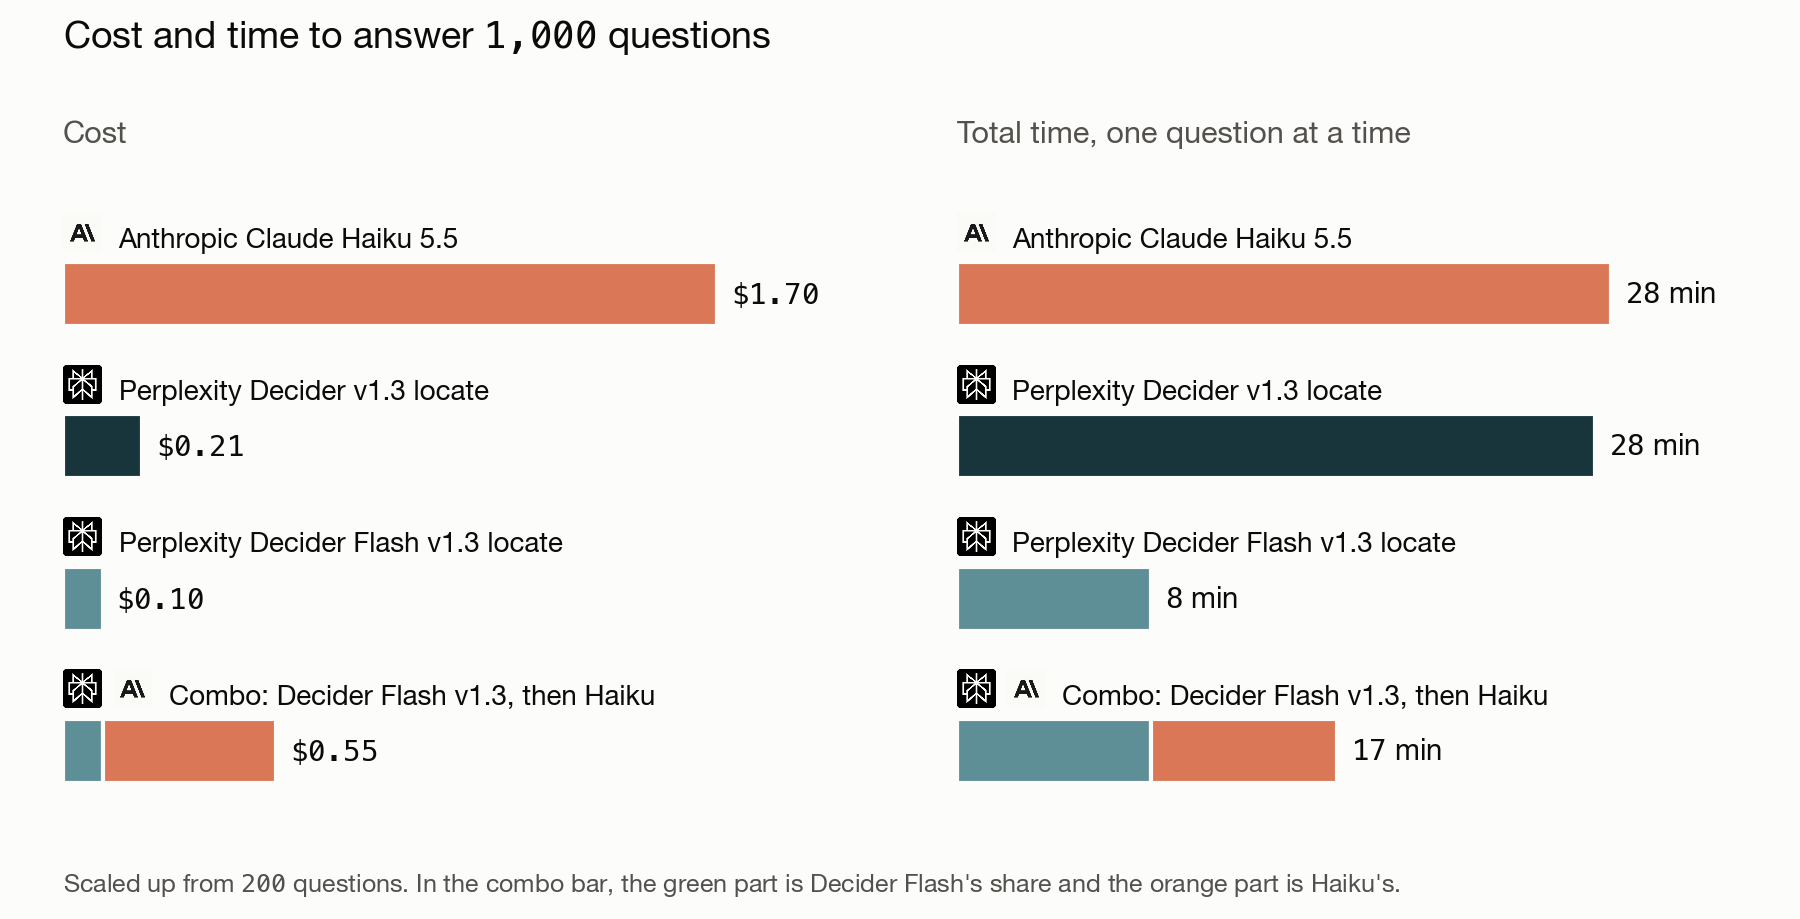 Cost and time to answer 1,000 questions
Cost
Total time, one question at a time
Anthropic Claude Haiku 5.5
$1.70
Anthropic Claude Haiku 5.5
28 min
Perplexity Decider v1.3 locate
$0.21
Perplexity Decider v1.3 locate
28 min
Perplexity Decider Flash v1.3 locate
$0.10
Perplexity Decider Flash v1.3 locate
8 min
Combo: Decider Flash v1.3, then Haiku
$0.55
Combo: Decider Flash v1.3, then Haiku
17 min
Scaled up from 200 questions. In the combo bar, the green part is Decider Flash's share and the orange part is Haiku's.